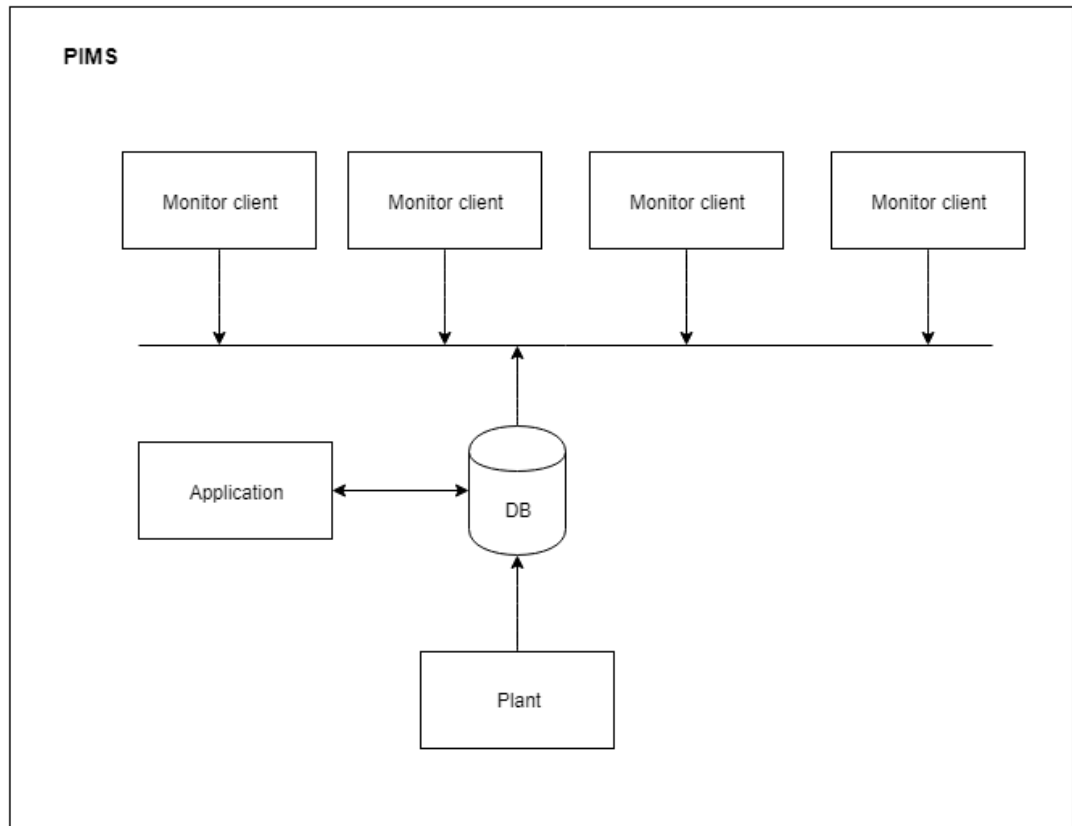 PIMS
Monitor client
Monitor client
Monitor client
Monitor client
Application
DB
Plant